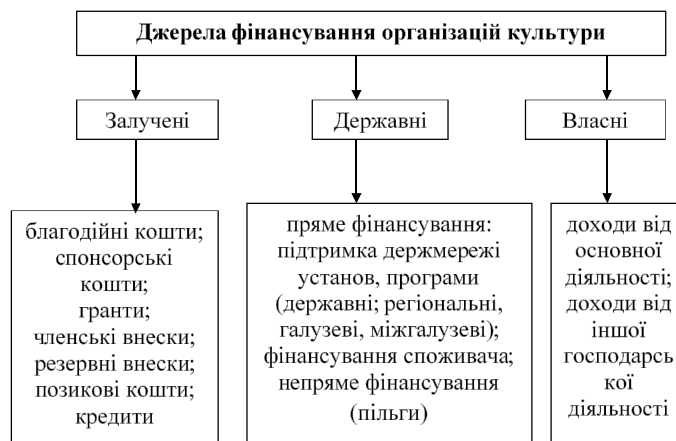 Джерела фінансування організацій культури
Залучені
Державні
Власні
благодійні кошти;
спонсорські
кошти;
гранти;
членські внески;
резервні внески;
позикові кошти;
кредити
пряме фінансування:
підтримка держмережі
установ, програми
(державні; регіональні,
галузеві, міжгалузеві);
фінансування споживача;
непряме фінансування
(пільги)
доходи від
основної
діяльності;
доходи від
іншої
господарсь
кої
діяльності